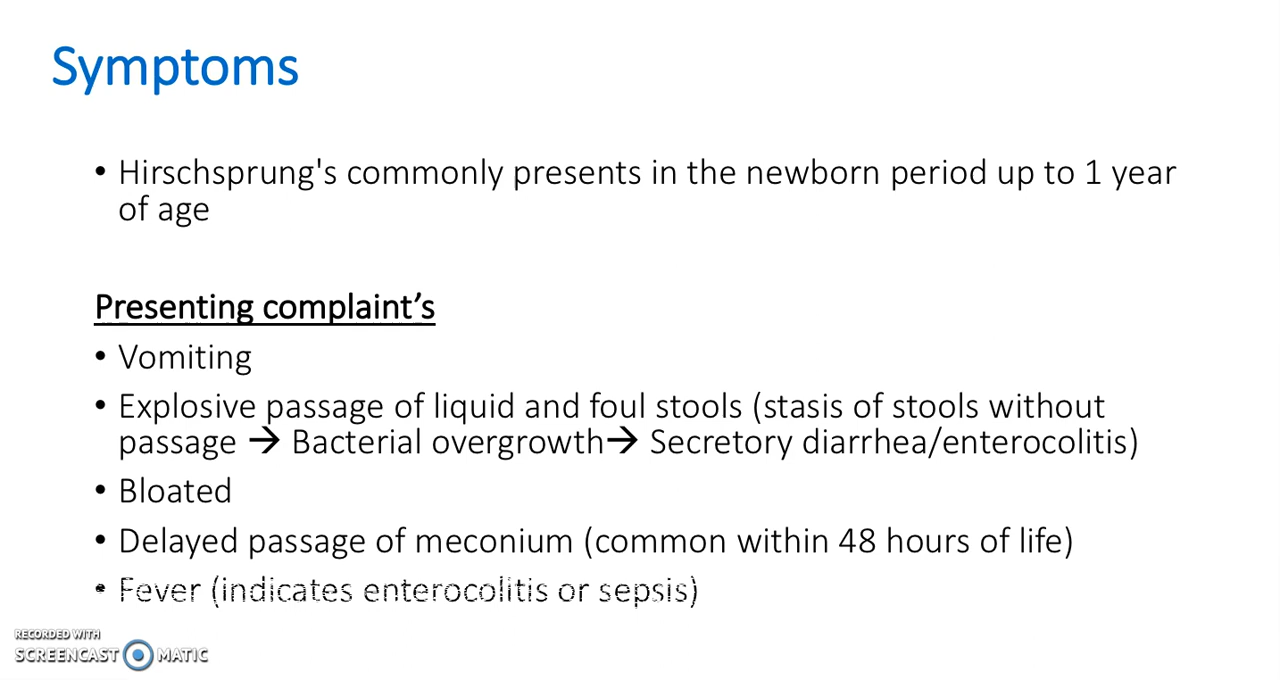 Symptoms
• Hirschsprung's commonly presents in the newborn period up to 1 year
of age
Presenting complaint’s
• Vomiting
• Explosive passage of liquid and foul stools (stasis of stools without
passage → Bacterial overgrowth→ Secretory diarrhea/enterocolitis)
• Bloated
• Delayed passage of meconium (common within 48 hours of life)
• Fever (indicates enterocolitis or sepsis)
RECORDED WITH
SCREENCAST MATIC